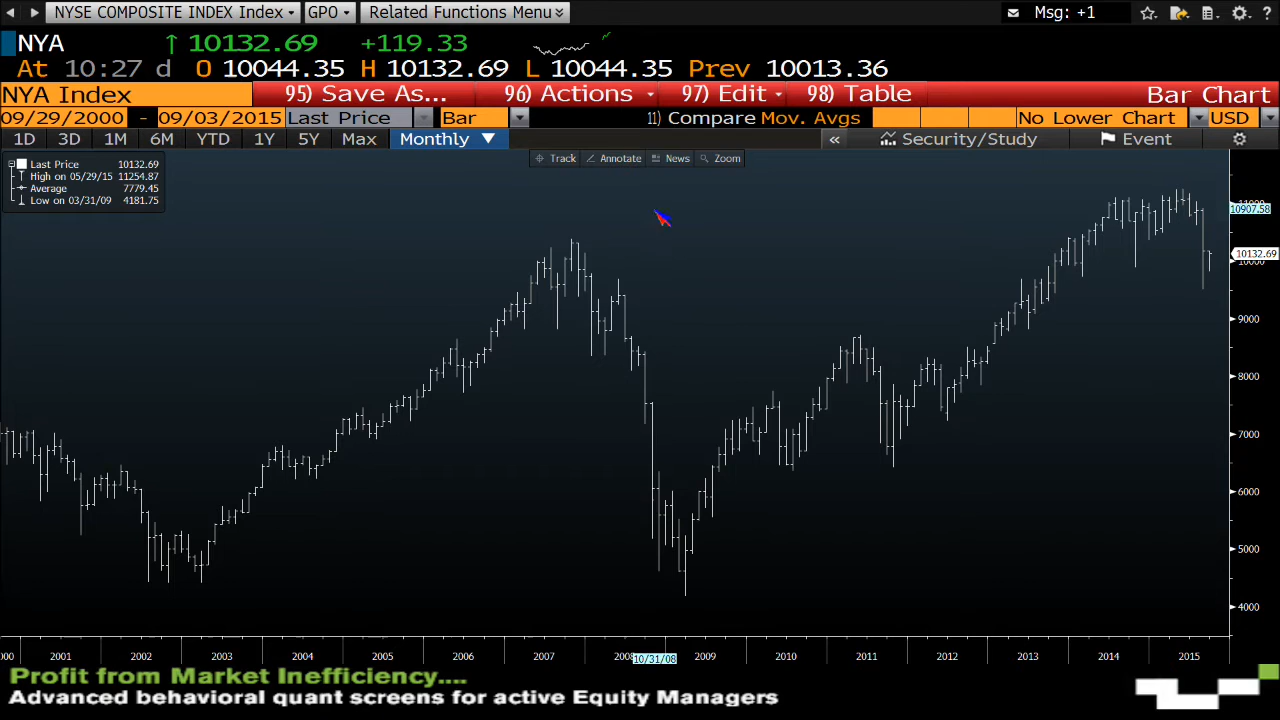 NYSE COMPOSITE INDEX Index GPO Related Functions Menu Msg: +1 ?
NYA ↑ 10132.69 +119.33
At 10:27 d O 10044.35 H 10132.69 L 10044.35 Prev 10013.36
NYA Index 95) Save As... 96) Actions 97) Edit 98) Table Bar Chart
09/29/2000 - 09/03/2015 Last Price Bar 11) Compare Mov. Avgs No Lower Chart USD
1D 3D 1M 6M YTD 1Y 5Y Max Monthly ▼ « Security/Study Event
Track Annotate News Zoom
Last Price 10132.69
High on 05/29/15 11254.87
Average 7779.45
Low on 03/31/09 4181.75
10907.58
10132.69
10000
9000
8000
7000
6000
5000
4000
2001 2002 2003 2004 2005 2006 2007 2008 10/31/08 2009 2010 2011 2012 2013 2014 2015
Profit from Market Inefficiency....
Advanced behavioral quant screens for active Equity Managers